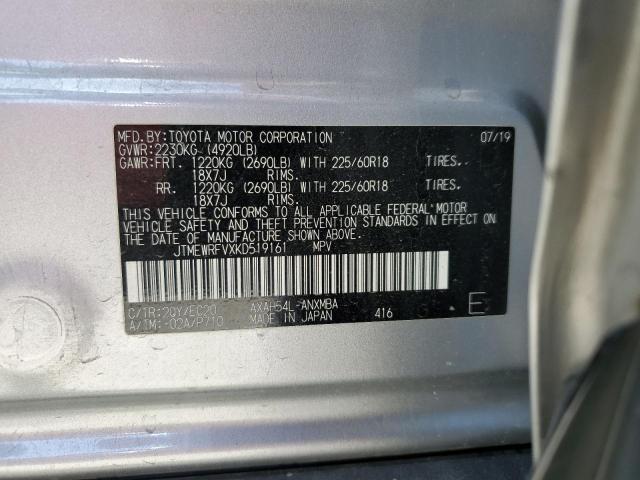 MFD.BY:TOYOTA MOTOR CORPORATION 07/19
GVWR:2230KG (4920LB)
GAWR:FRT. 1220KG (2690LB) WITH 225/60R18 TIRES.
18X7J RIMS.
RR. 1220KG (2690LB) WITH 225/60R18 TIRES.
18X7J RIMS.
THIS VEHICLE CONFORMS TO ALL APPLICABLE FEDERAL MOTOR
VEHICLE SAFETY AND THEFT PREVENTION STANDARDS IN EFFECT ON
THE DATE OF MANUFACTURE SHOWN ABOVE.
JTMEWRFVXKD519161 MPV
C/TR:2QY/EC20 AXAH54L-ANXMBA
A/TM:-02A/P710 MADE IN JAPAN 416 E